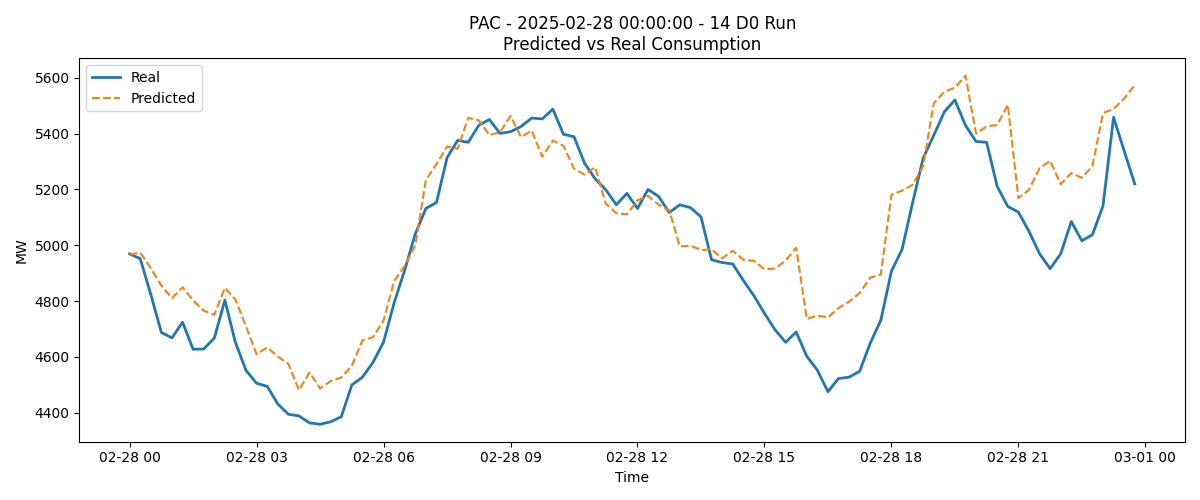 PAC - 2025-02-28 00:00:00 - 14 D0 Run
Predicted vs Real Consumption
Real
Predicted
5600
5400
5200
5000
4800
4600
4400
MW
02-28 00
02-28 03
02-28 06
02-28 09
02-28 12
02-28 15
02-28 18
02-28 21
03-01 00
Time